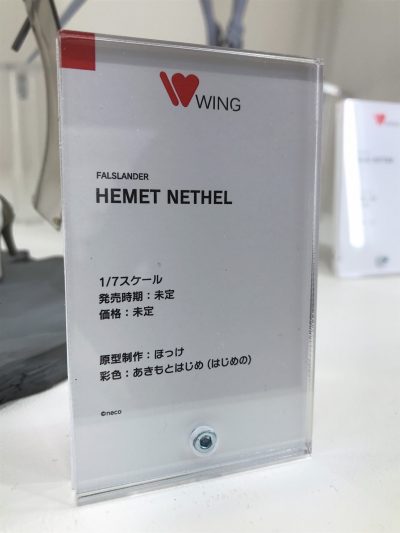 WING
FALSLANDER
HEMET NETHEL
1/7スケール
発売時期：未定
価格：未定
原型制作：ほっけ
彩色：あきもとはじめ（はじめの）
©neco